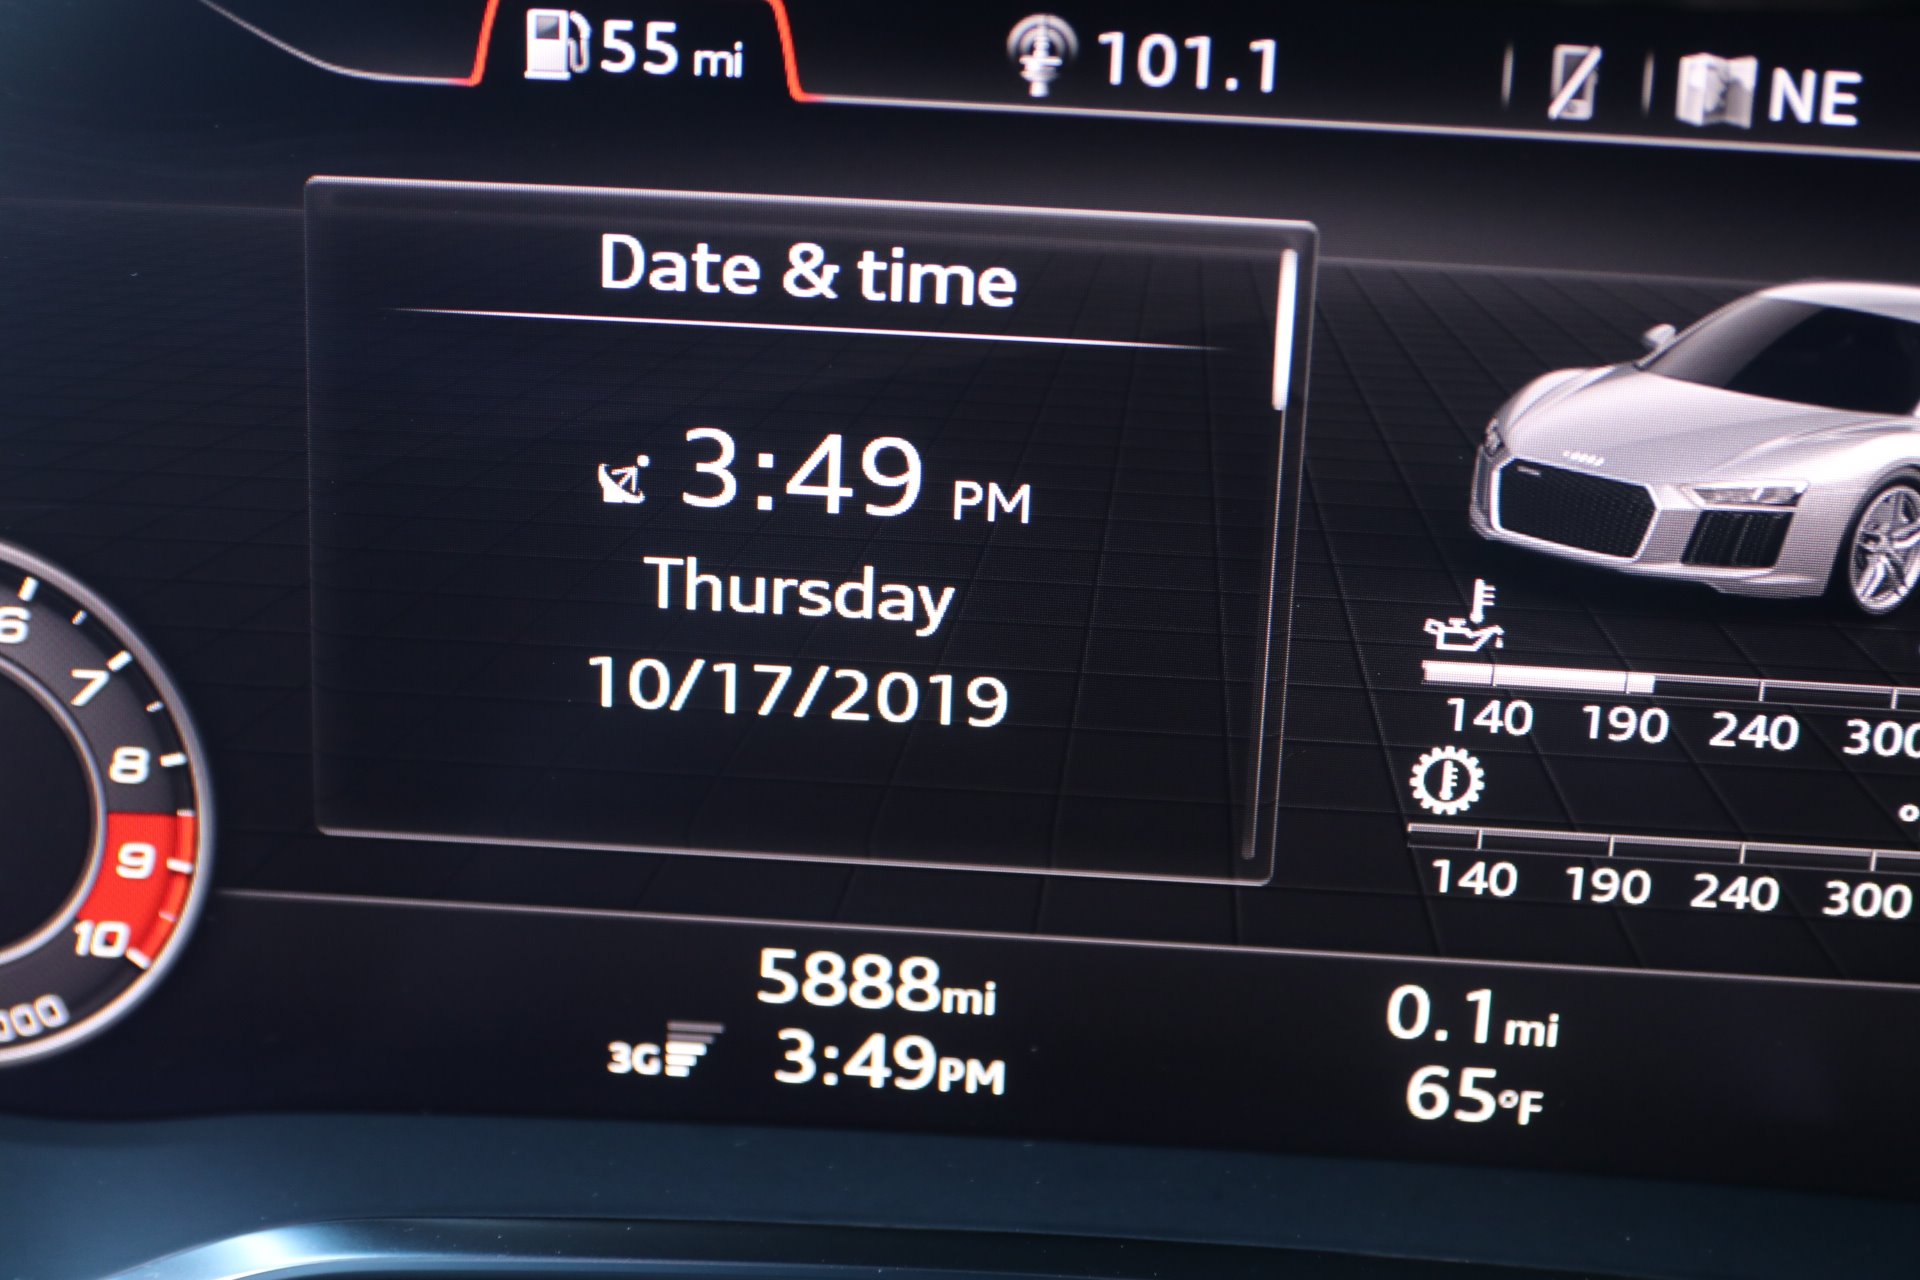 55 mi
101.1
NE
Date & time
3:49 PM
Thursday
10/17/2019
140 190 240 300
140 190 240 300
6
7
8
9
10
5888mi
0.1mi
3G 3:49PM
65°F